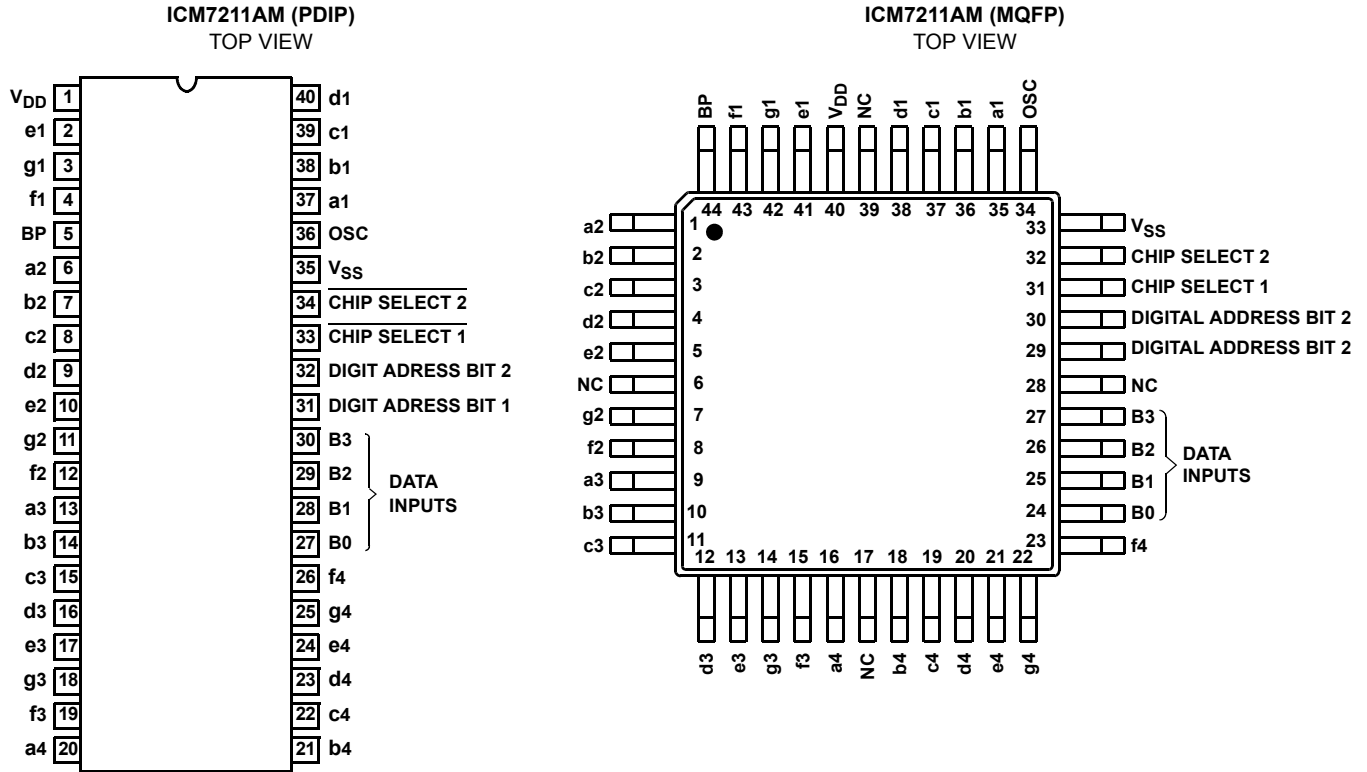 ICM7211AM (PDIP)
TOP VIEW
VDD 1
e1 2
g1 3
f1 4
BP 5
a2 6
b2 7
c2 8
d2 9
e2 10
g2 11
f2 12
a3 13
b3 14
c3 15
d3 16
e3 17
g3 18
f3 19
a4 20
40 d1
39 c1
38 b1
37 a1
36 OSC
35 VSS
34 CHIP SELECT 2
33 CHIP SELECT 1
32 DIGIT ADRESS BIT 2
31 DIGIT ADRESS BIT 1
30 B3
29 B2
28 B1
27 B0
DATA
INPUTS
26 f4
25 g4
24 e4
23 d4
22 c4
21 b4
ICM7211AM (MQFP)
TOP VIEW
BP f1 g1 e1 VDD NC d1 c1 b1 a1 OSC
44 43 42 41 40 39 38 37 36 35 34
a2 1
b2 2
c2 3
d2 4
e2 5
NC 6
g2 7
f2 8
a3 9
b3 10
c3 11
33 VSS
32 CHIP SELECT 2
31 CHIP SELECT 1
30 DIGITAL ADDRESS BIT 2
29 DIGITAL ADDRESS BIT 2
28 NC
27 B3
26 B2
25 B1
24 B0
DATA
INPUTS
23 f4
12 13 14 15 16 17 18 19 20 21 22
d3 e3 g3 f3 a4 NC b4 c4 d4 e4 g4